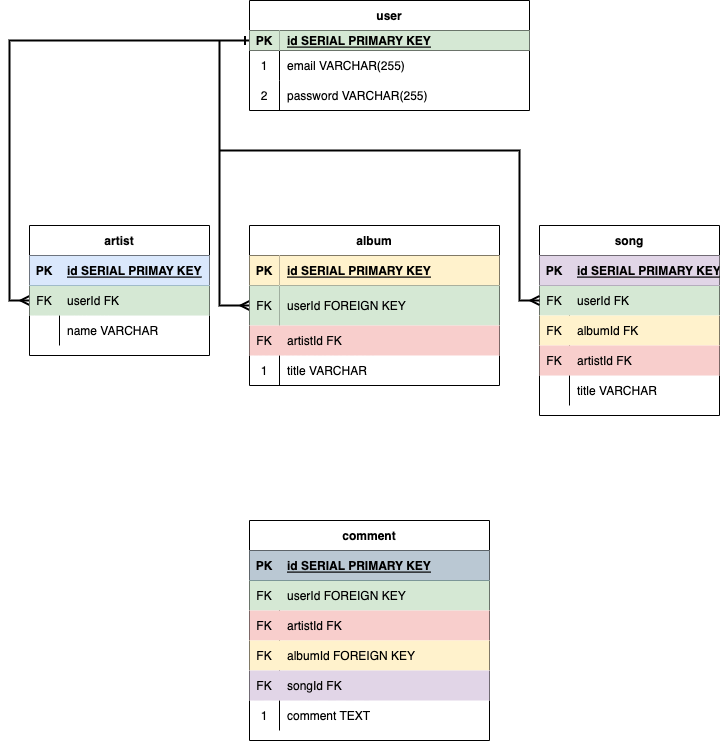 user
PK id SERIAL PRIMARY KEY
1 email VARCHAR(255)
2 password VARCHAR(255)
artist
PK id SERIAL PRIMAY KEY
FK userId FK
name VARCHAR
album
PK id SERIAL PRIMARY KEY
FK userId FOREIGN KEY
FK artistId FK
1 title VARCHAR
song
PK id SERIAL PRIMARY KEY
FK userId FK
FK albumId FK
FK artistId FK
title VARCHAR
comment
PK id SERIAL PRIMARY KEY
FK userId FOREIGN KEY
FK artistId FK
FK albumId FOREIGN KEY
FK songId FK
1 comment TEXT